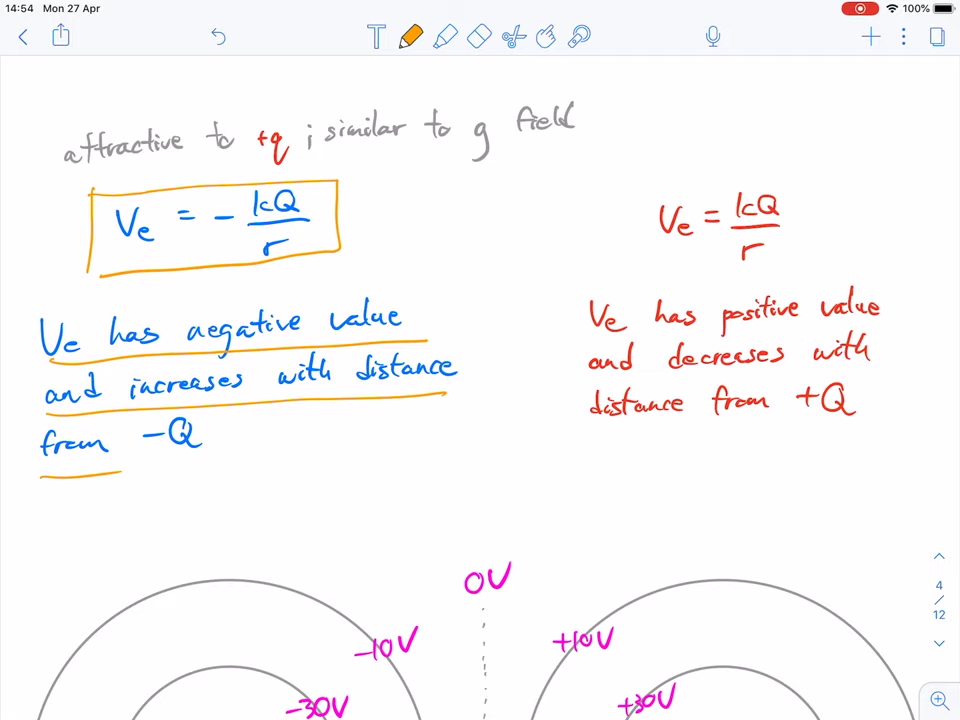 14:54 Mon 27 Apr
100%
attractive to +q ; similar to g field
Ve = - kQ
r
Ve = kQ
r
Ve has negative value
and increases with distance
from -Q
Ve has positive value
and decreases with
distance from +Q
0V
-10V
+10V
-30V
+30V
4
/
12